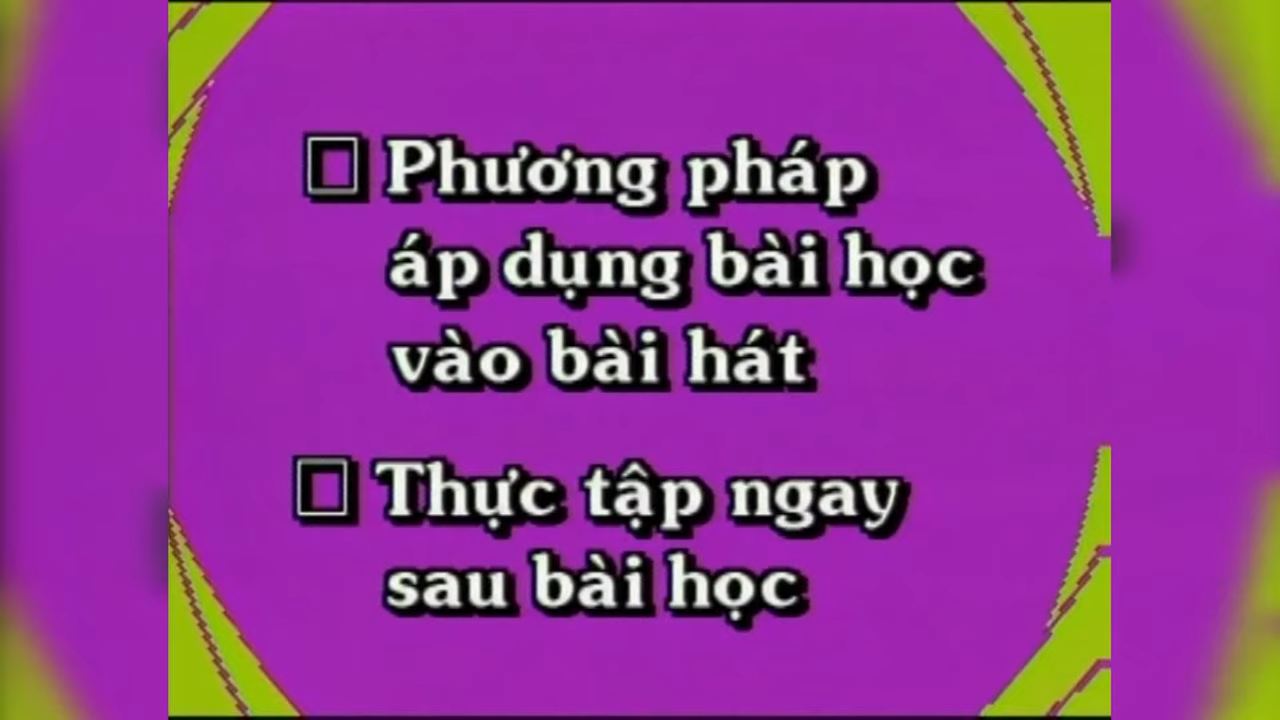 □ Phương pháp
áp dụng bài học
vào bài hát
□ Thực tập ngay
sau bài học